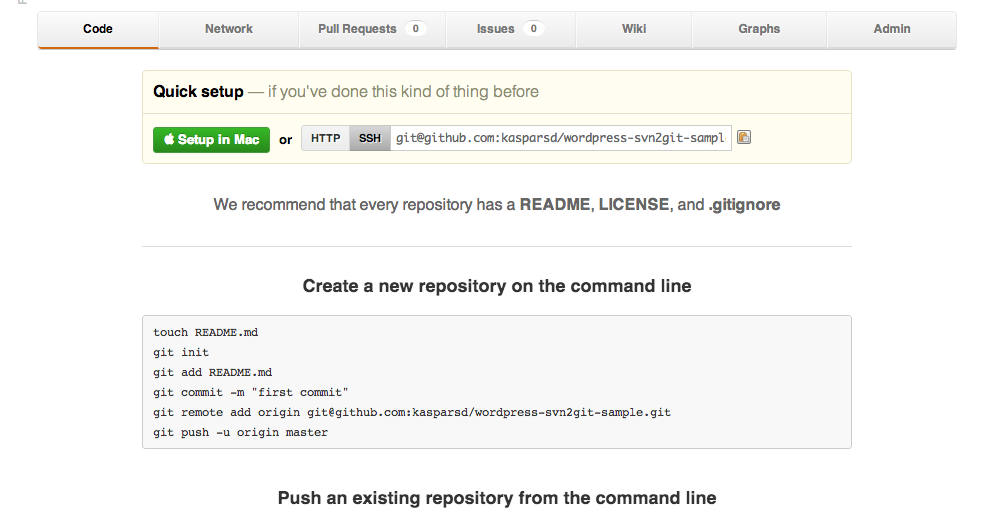 Code Network Pull Requests 0 Issues 0 Wiki Graphs Admin
Quick setup — if you've done this kind of thing before
Setup in Mac or HTTP SSH git@github.com:kasparsd/wordpress-svn2git-sampl
We recommend that every repository has a README, LICENSE, and .gitignore
Create a new repository on the command line
touch README.md
git init
git add README.md
git commit -m "first commit"
git remote add origin git@github.com:kasparsd/wordpress-svn2git-sample.git
git push -u origin master
Push an existing repository from the command line